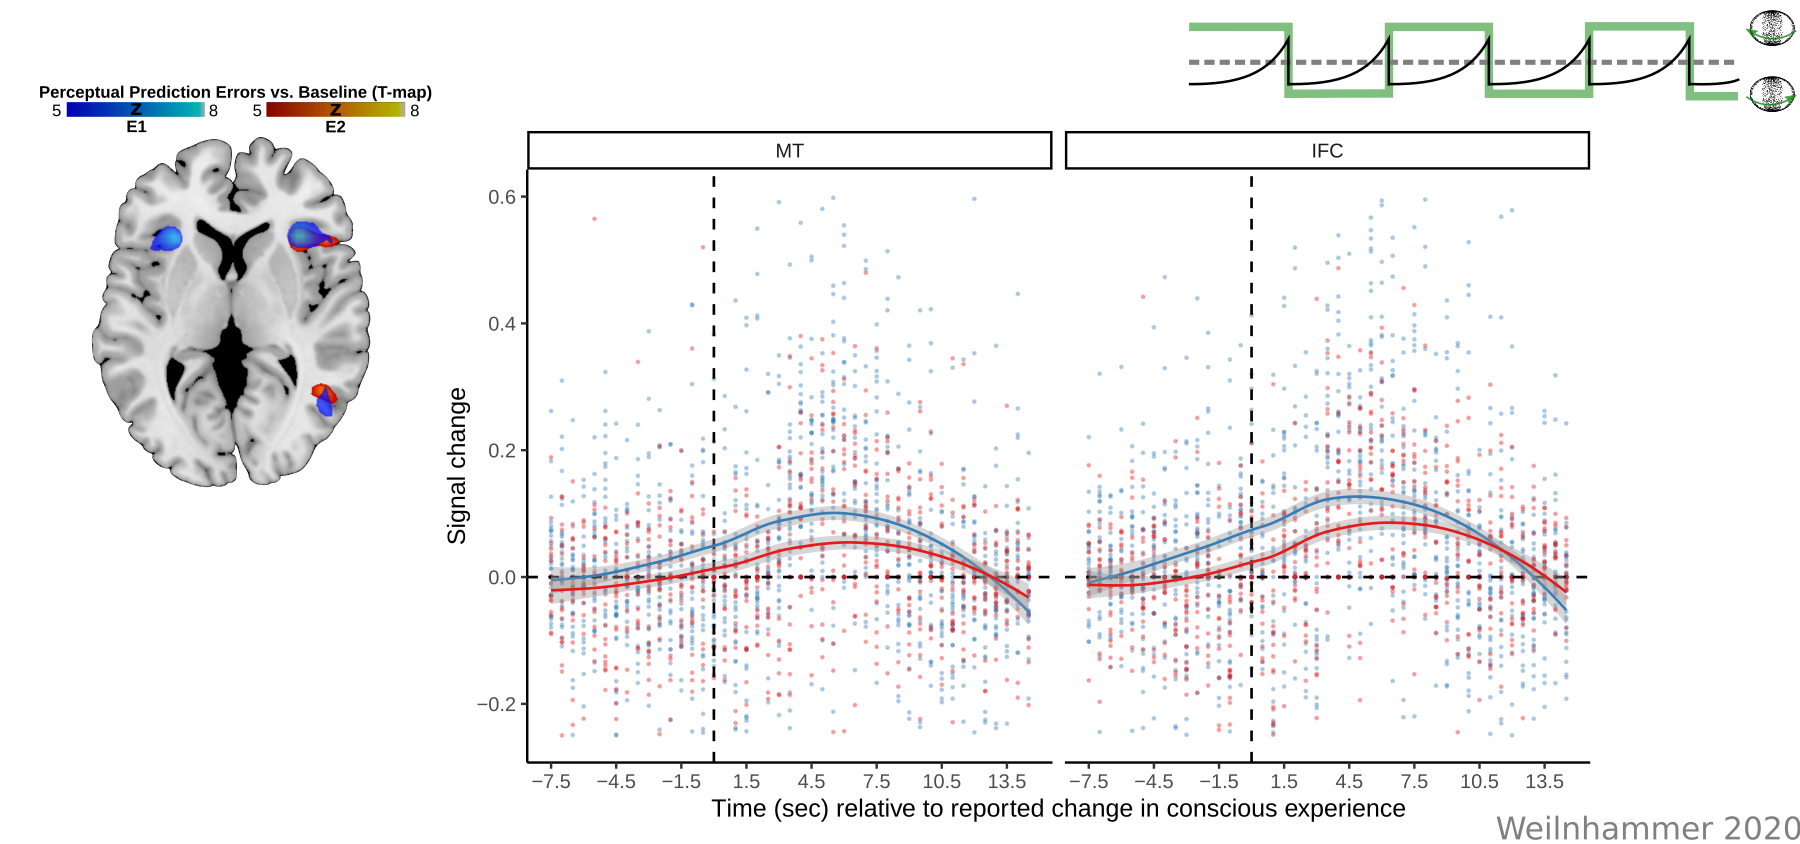 Perceptual Prediction Errors vs. Baseline (T-map)
5 Z 8 5 Z 8
E1 E2
MT IFC
Signal change
0.6
0.4
0.2
0.0
−0.2
−7.5 −4.5 −1.5 1.5 4.5 7.5 10.5 13.5 −7.5 −4.5 −1.5 1.5 4.5 7.5 10.5 13.5
Time (sec) relative to reported change in conscious experience
Weilnhammer 2020